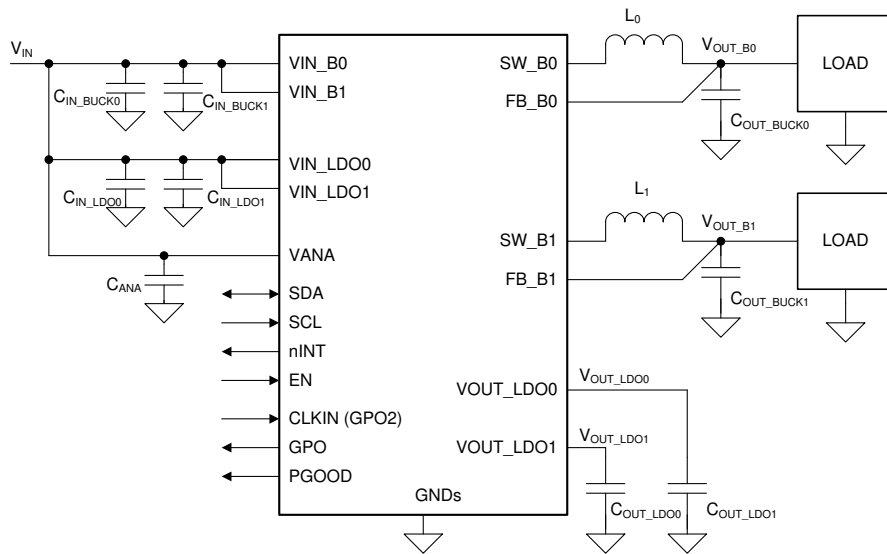 L0
VIN
VOUT_B0
VIN_B0
SW_B0
LOAD
VIN_B1
CIN_BUCK0
CIN_BUCK1
FB_B0
COUT_BUCK0
VIN_LDO0
VIN_LDO1
CIN_LDO0
CIN_LDO1
L1
VOUT_B1
SW_B1
LOAD
VANA
CANA
FB_B1
COUT_BUCK1
SDA
SCL
nINT
EN
VOUT_LDO0
VOUT_LDO0
CLKIN (GPO2)
GPO
VOUT_LDO1
VOUT_LDO1
PGOOD
GNDs
COUT_LDO0
COUT_LDO1